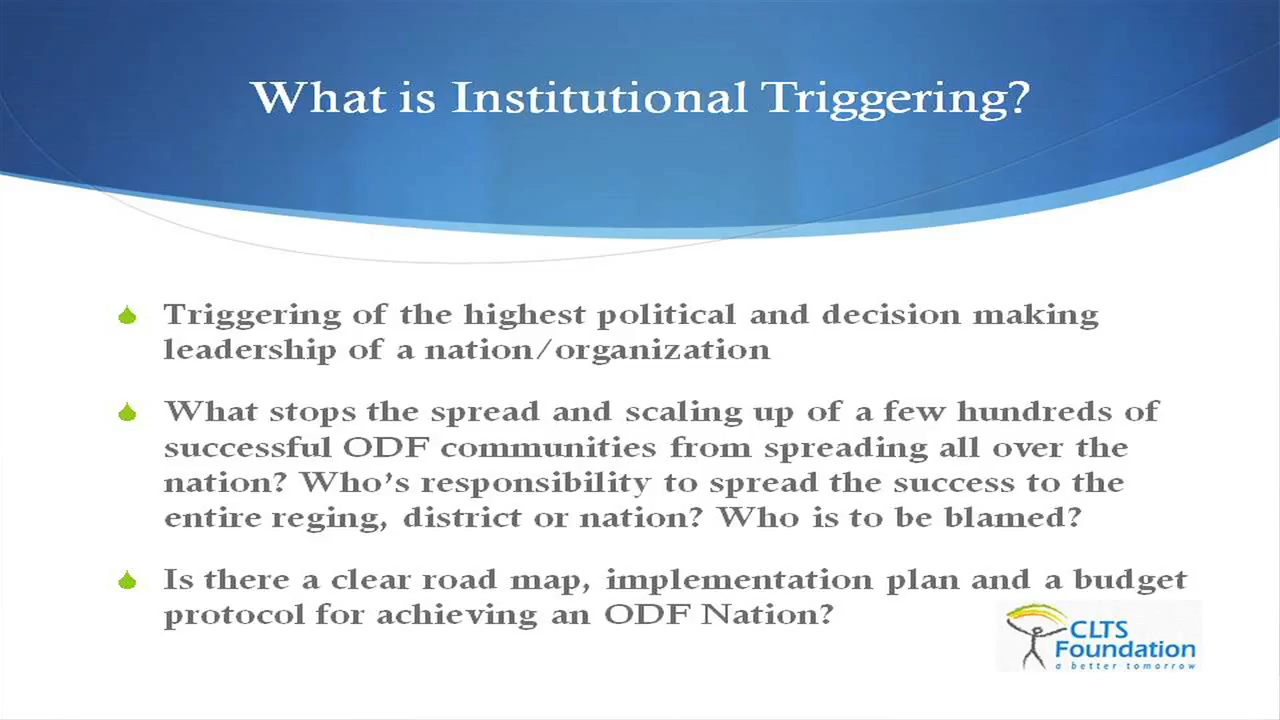 What is Institutional Triggering?
Triggering of the highest political and decision making
leadership of a nation/organization
What stops the spread and scaling up of a few hundreds of
successful ODF communities from spreading all over the
nation? Who's responsibility to spread the success to the
entire reging, district or nation? Who is to be blamed?
Is there a clear road map, implementation plan and a budget
protocol for achieving an ODF Nation?
CLTS
Foundation
a better tomorrow